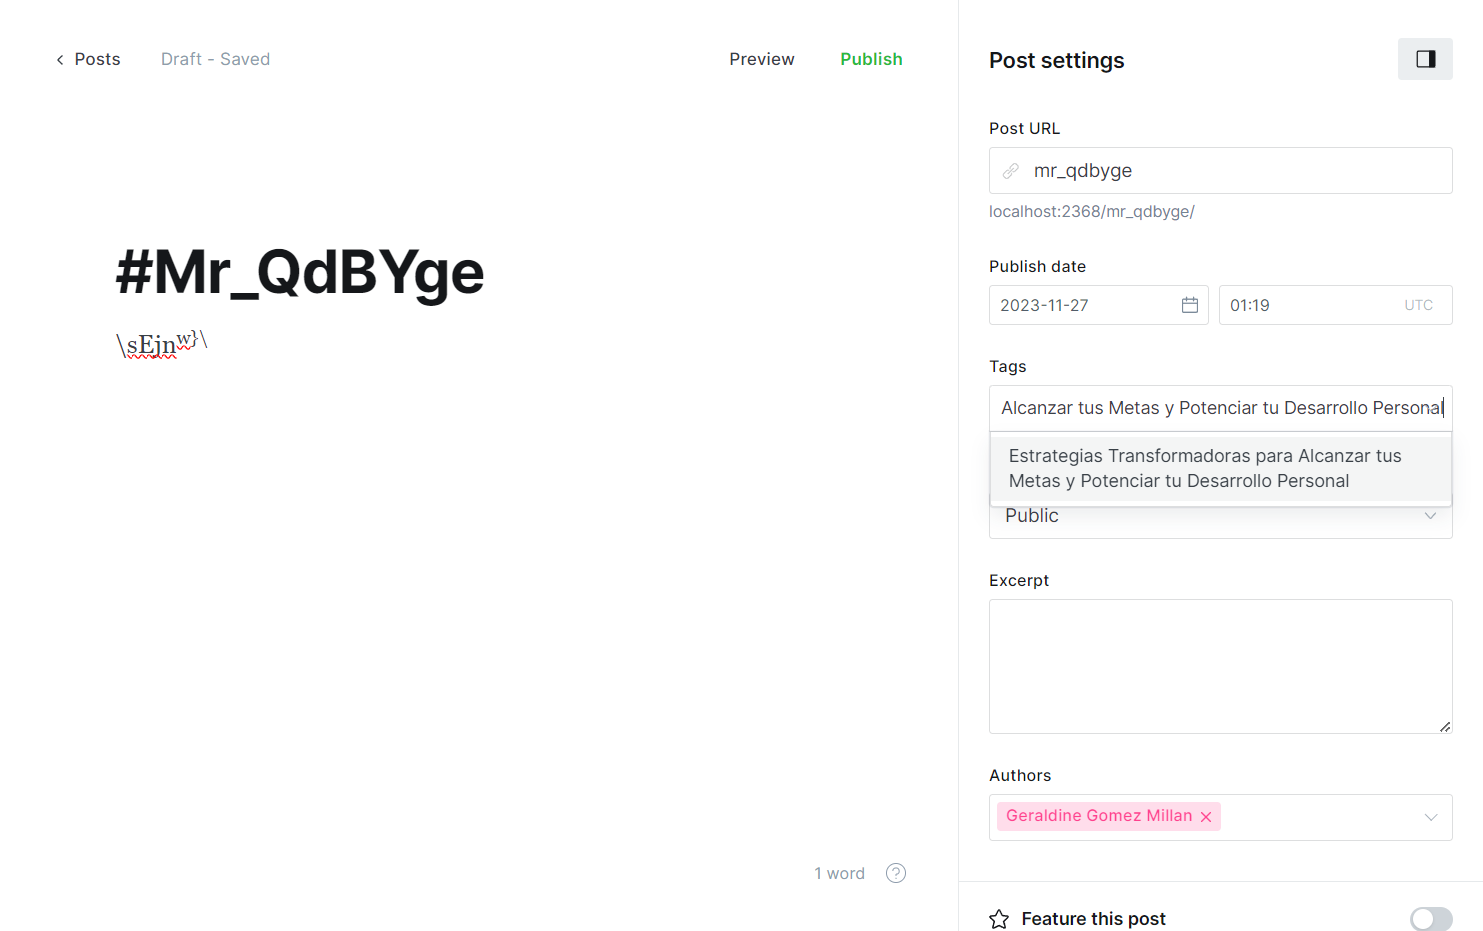 Posts
Draft - Saved
Preview
Publish
Post settings
Post URL
mr_qdbyge
localhost:2368/mr_qdbyge/
#Mr_QdBYge
\sEjnw}\
Publish date
2023-11-27
01:19
UTC
Tags
Alcanzar tus Metas y Potenciar tu Desarrollo Personal
Estrategias Transformadoras para Alcanzar tus
Metas y Potenciar tu Desarrollo Personal
Public
Excerpt
Authors
Geraldine Gomez Millan
1 word
?
Feature this post